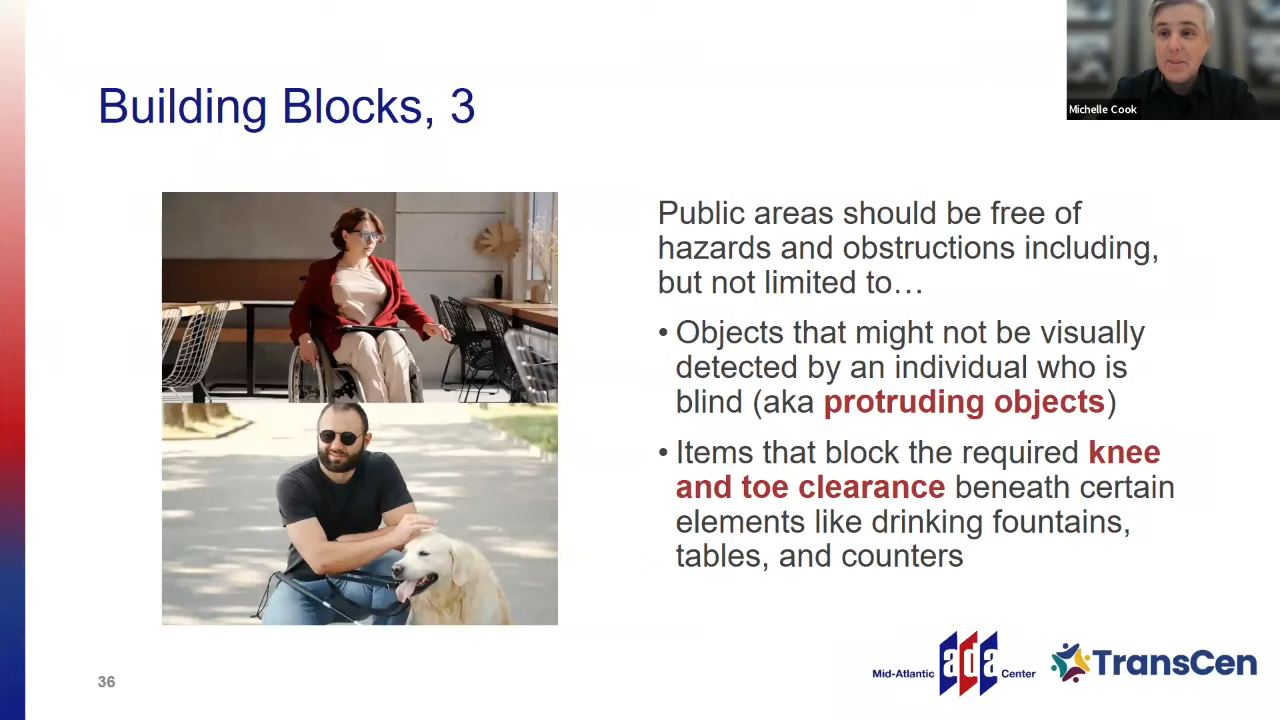 Building Blocks, 3
Michelle Cook
Public areas should be free of
hazards and obstructions including,
but not limited to…
• Objects that might not be visually
detected by an individual who is
blind (aka protruding objects)
• Items that block the required knee
and toe clearance beneath certain
elements like drinking fountains,
tables, and counters
36
Mid-Atlantic ada Center
TransCen